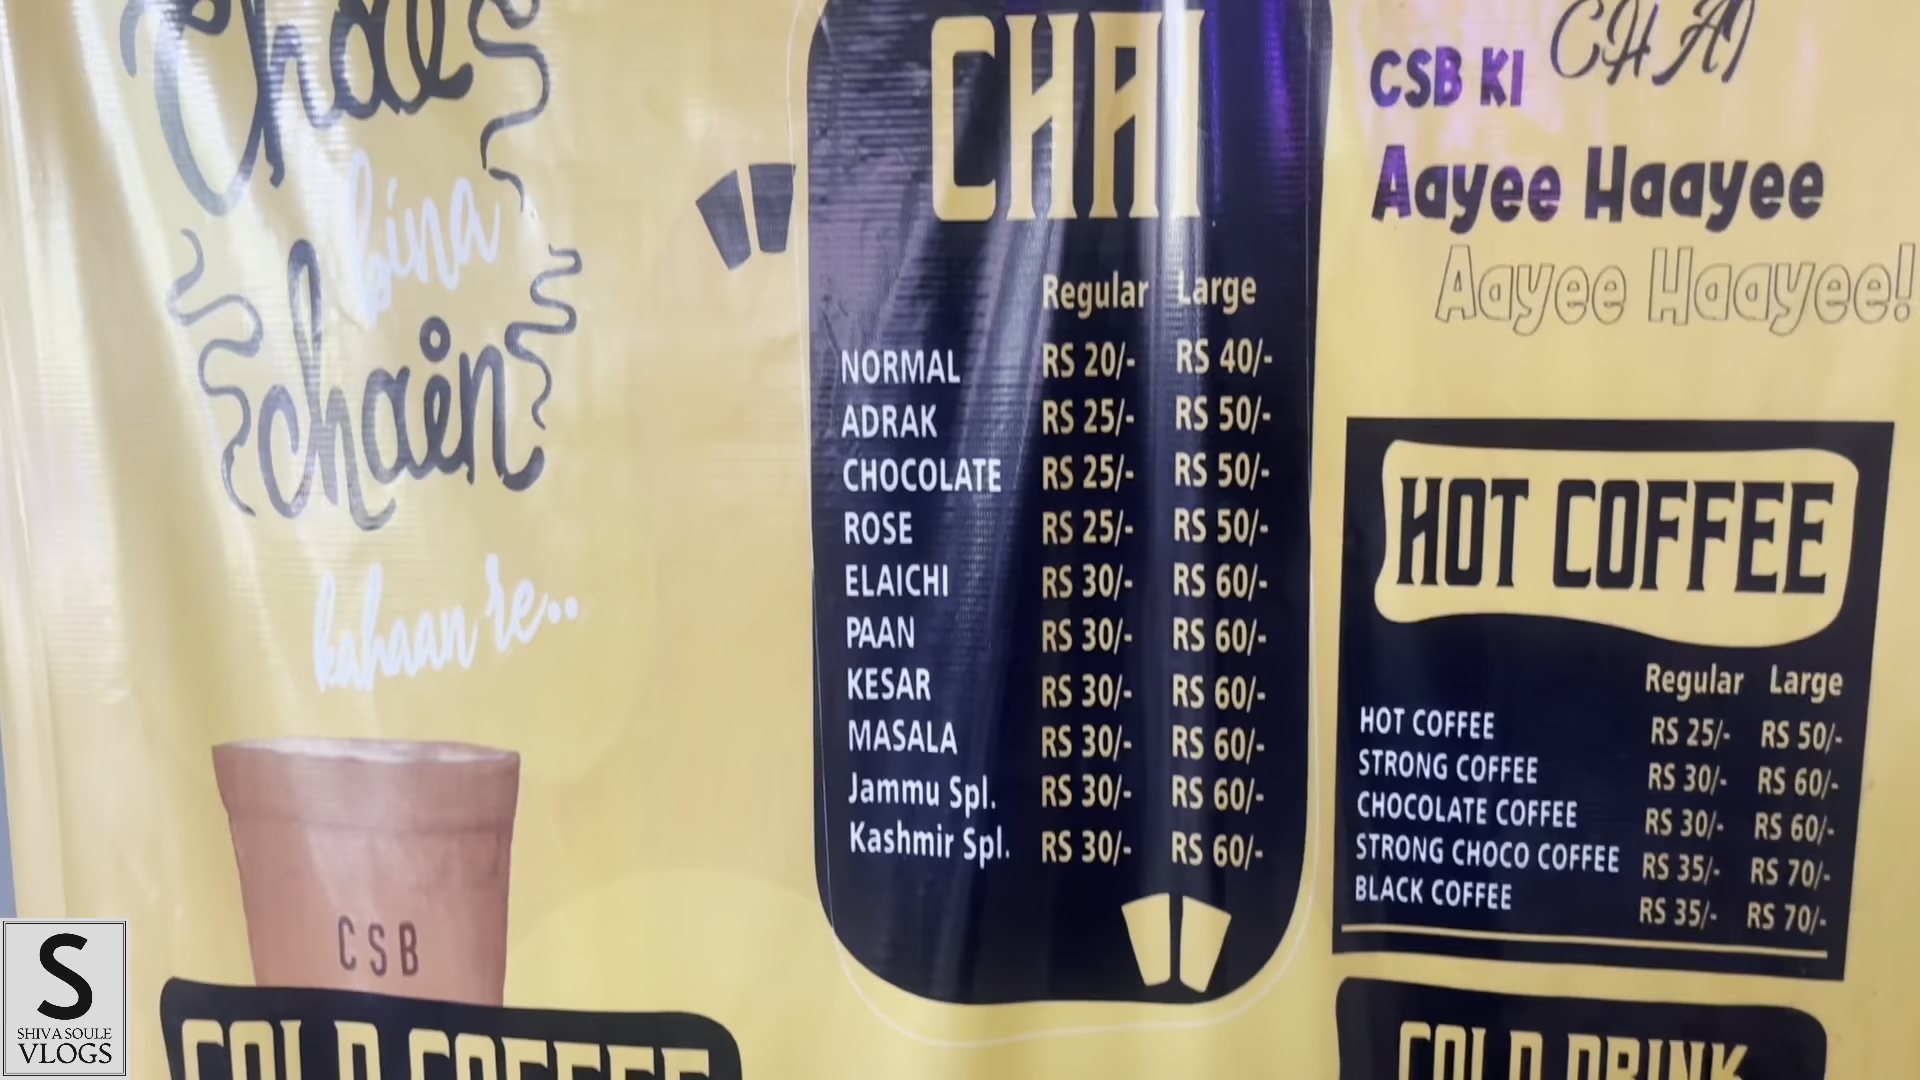 Chai
bina
chain
kahaan re..
CSB
COLD COFFEE
CHAI
Regular Large
NORMAL RS 20/- RS 40/-
ADRAK RS 25/- RS 50/-
CHOCOLATE RS 25/- RS 50/-
ROSE RS 25/- RS 50/-
ELAICHI RS 30/- RS 60/-
PAAN RS 30/- RS 60/-
KESAR RS 30/- RS 60/-
MASALA RS 30/- RS 60/-
Jammu Spl. RS 30/- RS 60/-
Kashmir Spl. RS 30/- RS 60/-
CSB KI CHAI
Aayee Haayee
Aayee Haayee!
HOT COFFEE
Regular Large
HOT COFFEE RS 25/- RS 50/-
STRONG COFFEE RS 30/- RS 60/-
CHOCOLATE COFFEE RS 30/- RS 60/-
STRONG CHOCO COFFEE RS 35/- RS 70/-
BLACK COFFEE RS 35/- RS 70/-
COLD DRINK
S
SHIVA SOULE
VLOGS